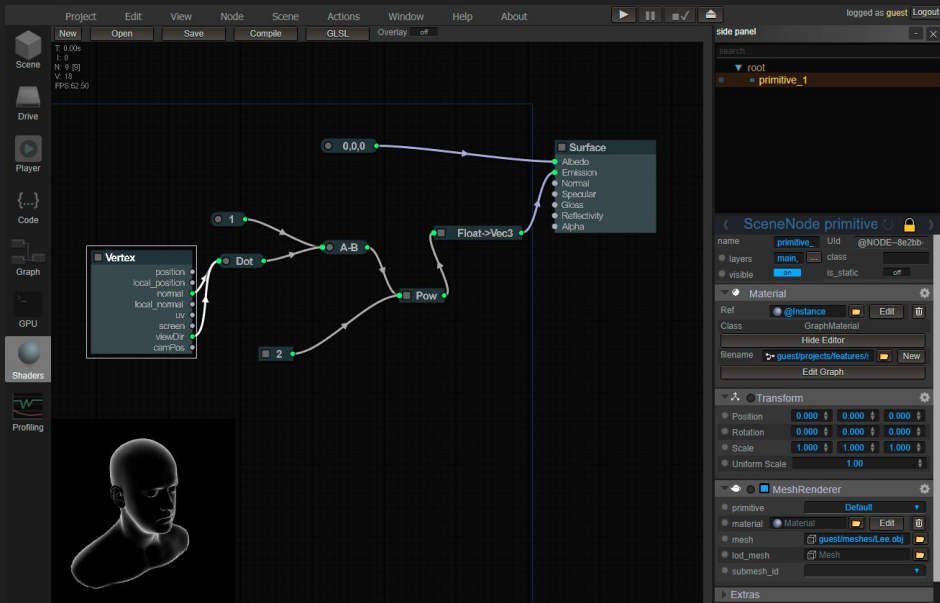 Project Edit View Node Scene Actions Window Help About
logged as guest Logout
New Open Save Compile GLSL Overlay off
T: 0.00s
I: 0
N: 9 [9]
V: 18
FPS:62.50
Scene
Drive
Player
{...}
Code
Graph
GPU
Shaders
Profiling
0,0,0
Surface
Albedo
Emission
Normal
Specular
Gloss
Reflectivity
Alpha
1
A-B
Float->Vec3
Dot
Vertex
position
local_position
normal
local_normal
uv
screen
viewDir
camPos
Pow
2
side panel
search...
root
primitive_1
SceneNode primitive
name primitive_ UId @NODE--8e2bb-
layers main, ... class
visible on is_static off
Material
Ref @Instance Edit
Class GraphMaterial
Hide Editor
filename guest/projects/features/s New
Edit Graph
Transform
Position 0.000 0.000 0.000
Rotation 0.000 0.000 0.000
Scale 1.000 1.000 1.000
Uniform Scale 1.00
MeshRenderer
primitive Default
material Material Edit
mesh guest/meshes/Lee.obj
lod_mesh Mesh
submesh_id
Extras